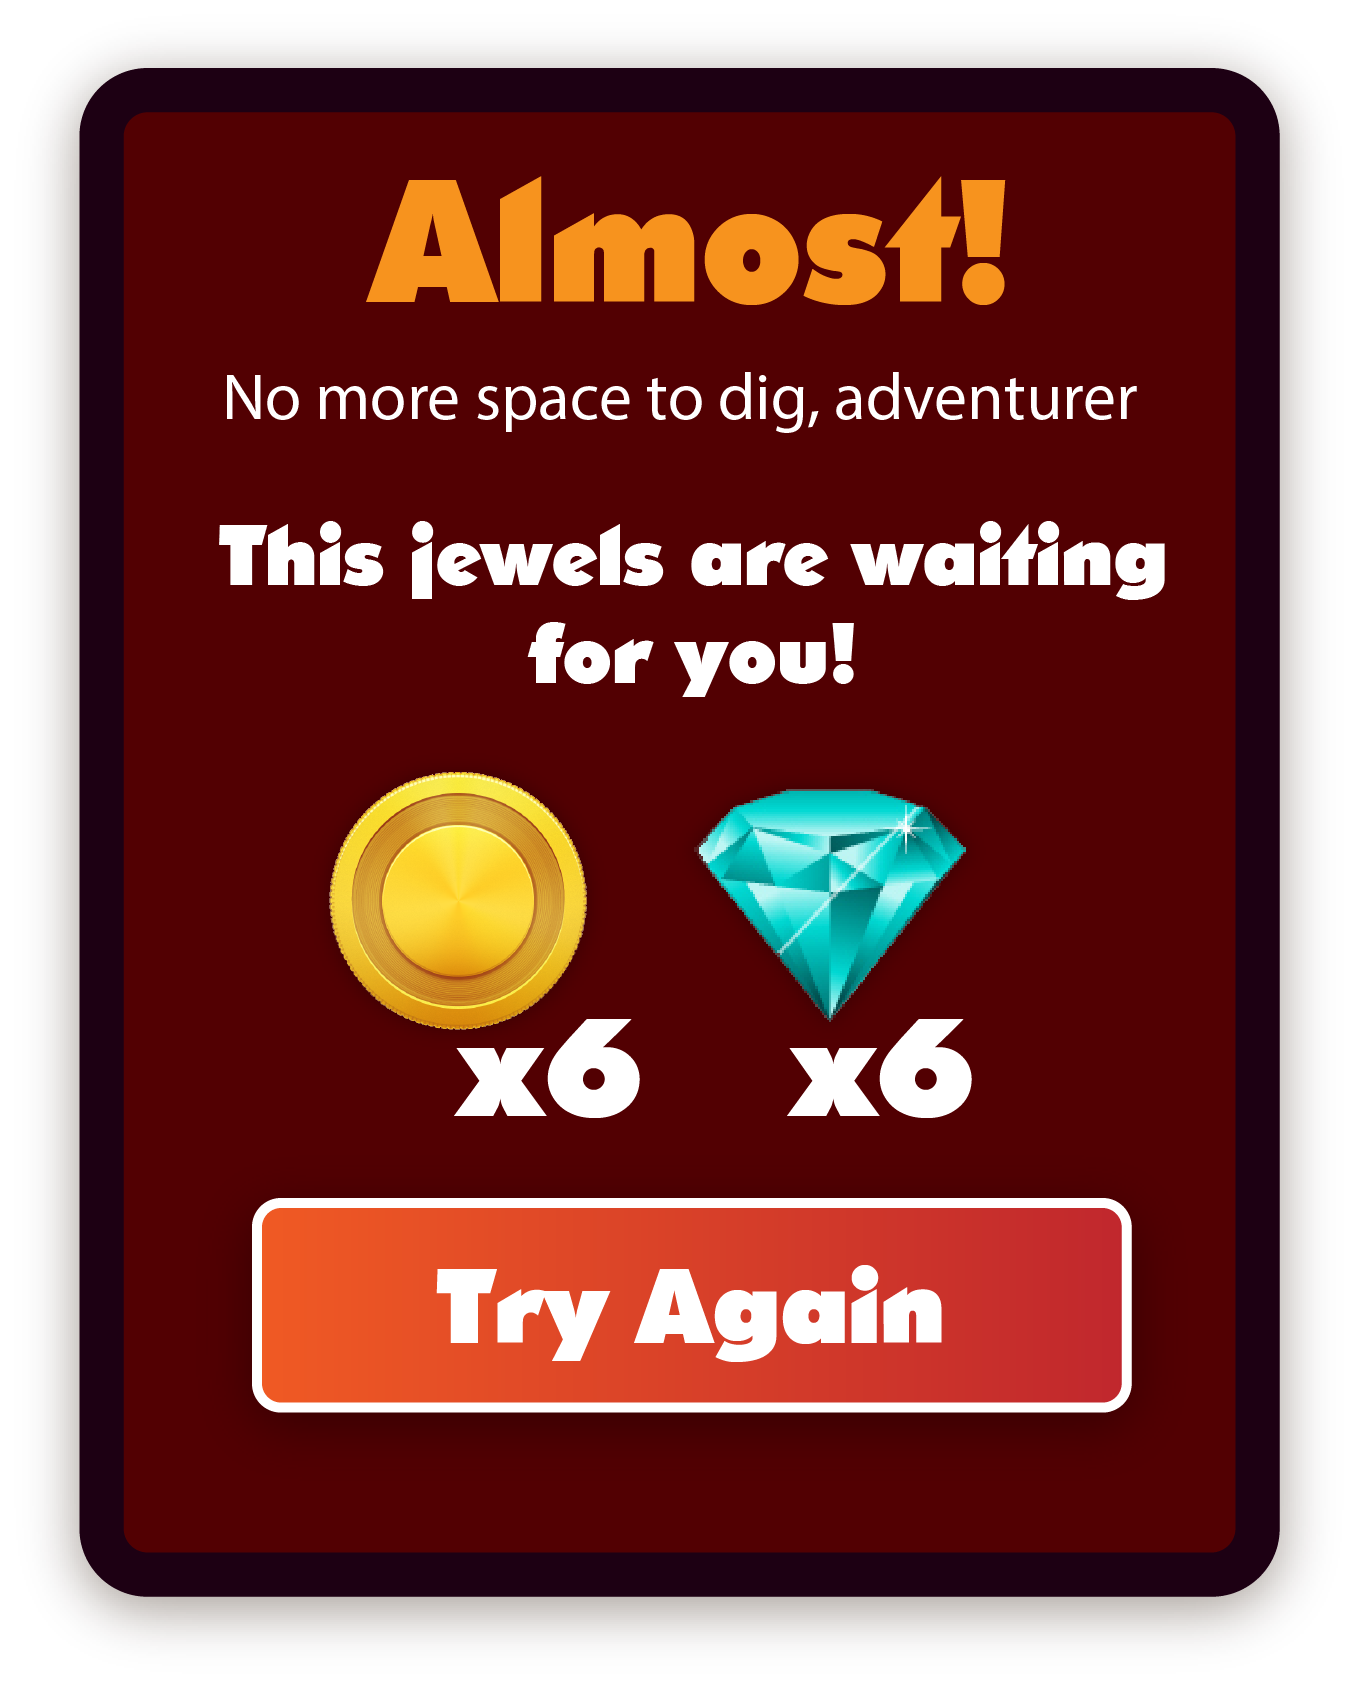 Almost!
No more space to dig, adventurer
This jewels are waiting
for you!
x6 x6
Try Again